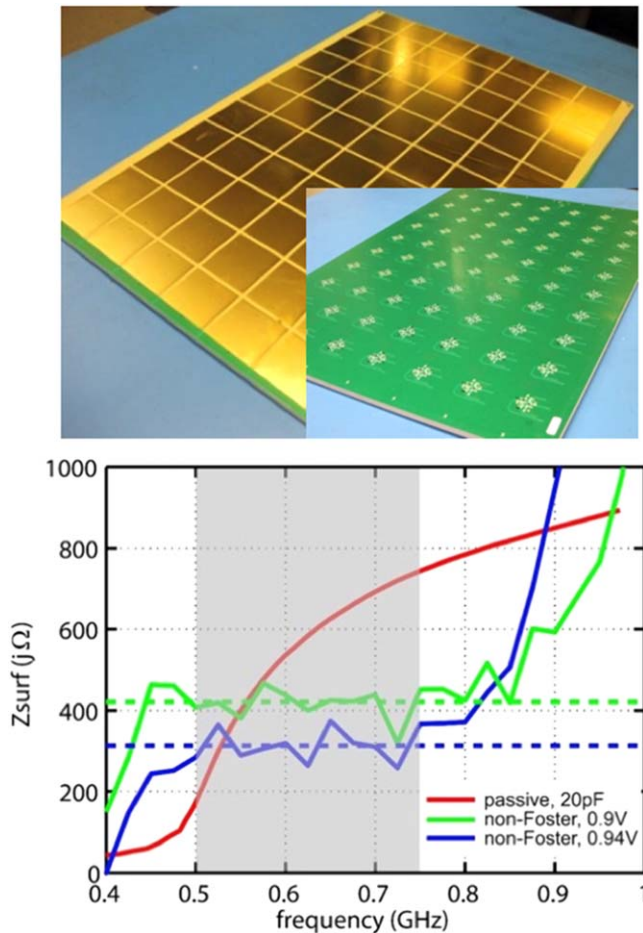 1000
800
600
400
200
0
Zsurf (jΩ)
passive, 20pF
non-Foster, 0.9V
non-Foster, 0.94V
0.4 0.5 0.6 0.7 0.8 0.9 1
frequency (GHz)